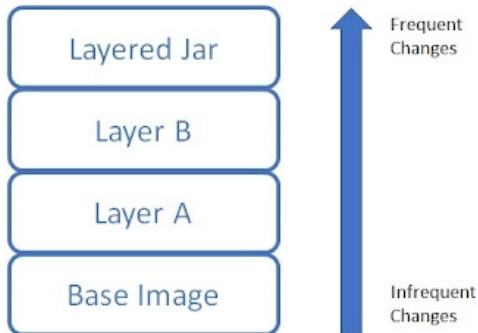 Layered Jar
Layer B
Layer A
Base Image
Frequent
Changes
Infrequent
Changes